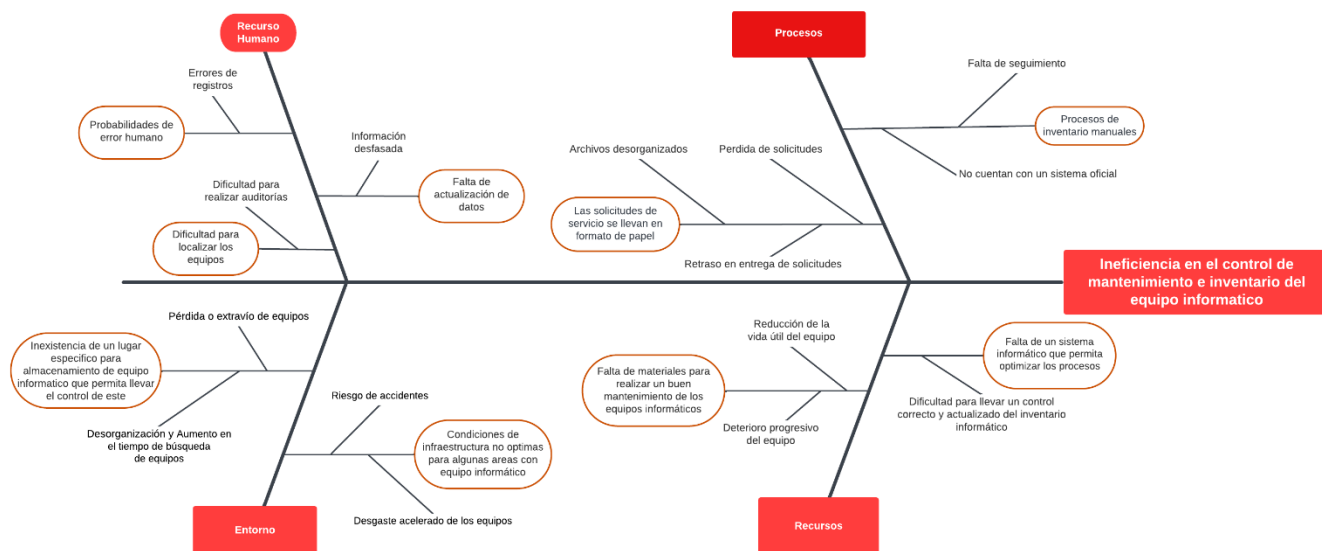 Recurso
Humano
Errores de
registros
Probabilidades de
error humano
Información
desfasada
Falta de
actualización de
datos
Dificultad para
realizar auditorías
Dificultad para
localizar los
equipos
Procesos
Falta de seguimiento
Procesos de
inventario manuales
No cuentan con un sistema oficial
Archivos desorganizados
Perdida de solicitudes
Las solicitudes de
servicio se llevan en
formato de papel
Retraso en entrega de solicitudes
Ineficiencia en el control de
mantenimiento e inventario del
equipo informatico
Pérdida o extravío de equipos
Inexistencia de un lugar
especifico para
almacenamiento de equipo
informatico que permita llevar
el control de este
Desorganización y Aumento en
el tiempo de búsqueda
de equipos
Riesgo de accidentes
Condiciones de
infraestructura no optimas
para algunas areas con
equipo informático
Desgaste acelerado de los equipos
Entorno
Reducción de la
vida útil del equipo
Falta de materiales para
realizar un buen
mantenimiento de los
equipos informáticos
Deterioro progresivo
del equipo
Falta de un sistema
informático que permita
optimizar los procesos
Dificultad para llevar un control
correcto y actualizado del inventario
informático
Recursos